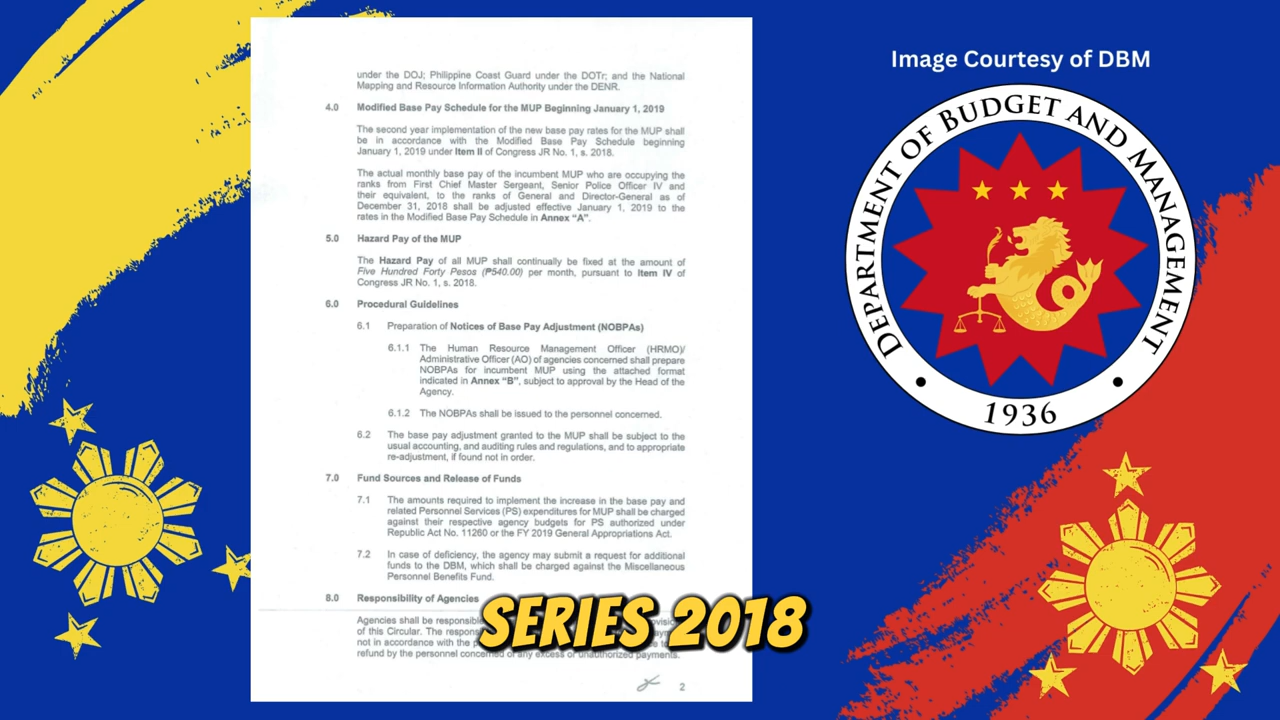 under the DOJ; Philippine Coast Guard under the DOTr; and the National
Mapping and Resource Information Authority under the DENR.
4.0 Modified Base Pay Schedule for the MUP Beginning January 1, 2019
The second year implementation of the new base pay rates for the MUP shall
be in accordance with the Modified Base Pay Schedule beginning
January 1, 2019 under Item II of Congress JR No. 1, s. 2018.
The actual monthly base pay of the incumbent MUP who are occupying the
ranks from First Chief Master Sergeant, Senior Police Officer IV and
their equivalent, to the ranks of General and Director-General as of
December 31, 2018 shall be adjusted effective January 1, 2019 to the
rates in the Modified Base Pay Schedule in Annex “A”.
5.0 Hazard Pay of the MUP
The Hazard Pay of all MUP shall continually be fixed at the amount of
Five Hundred Forty Pesos (₱540.00) per month, pursuant to Item IV of
Congress JR No. 1, s. 2018.
6.0 Procedural Guidelines
6.1 Preparation of Notices of Base Pay Adjustment (NOBPAs)
6.1.1 The Human Resource Management Officer (HRMO)/
Administrative Officer (AO) of agencies concerned shall prepare
NOBPAs for incumbent MUP using the attached format
indicated in Annex “B”, subject to approval by the Head of the
Agency.
6.1.2 The NOBPAs shall be issued to the personnel concerned.
6.2 The base pay adjustment granted to the MUP shall be subject to the
usual accounting, and auditing rules and regulations, and to appropriate
re-adjustment, if found not in order.
7.0 Fund Sources and Release of Funds
7.1 The amounts required to implement the increase in the base pay and
related Personnel Services (PS) expenditures for MUP shall be charged
against their respective agency budgets for PS authorized under
Republic Act No. 11260 or the FY 2019 General Appropriations Act.
7.2 In case of deficiency, the agency may submit a request for additional
funds to the DBM, which shall be charged against the Miscellaneous
Personnel Benefits Fund.
8.0 Responsibility of Agencies
Agencies shall be responsible
of this Circular. The
not in accordance with the
refund by the personnel concerned of any excess or unauthorized payments.
2
SERIES 2018
Image Courtesy of DBM
DEPARTMENT OF BUDGET AND MANAGEMENT
1936